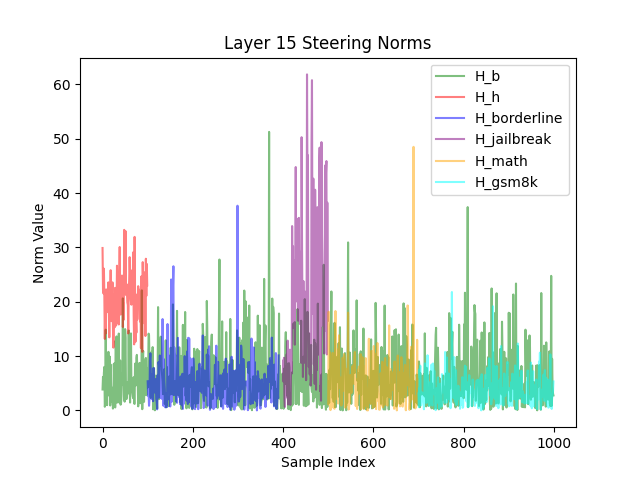 Layer 15 Steering Norms
H_b
H_h
H_borderline
H_jailbreak
H_math
H_gsm8k
Norm Value
60
50
40
30
20
10
0
0 200 400 600 800 1000
Sample Index